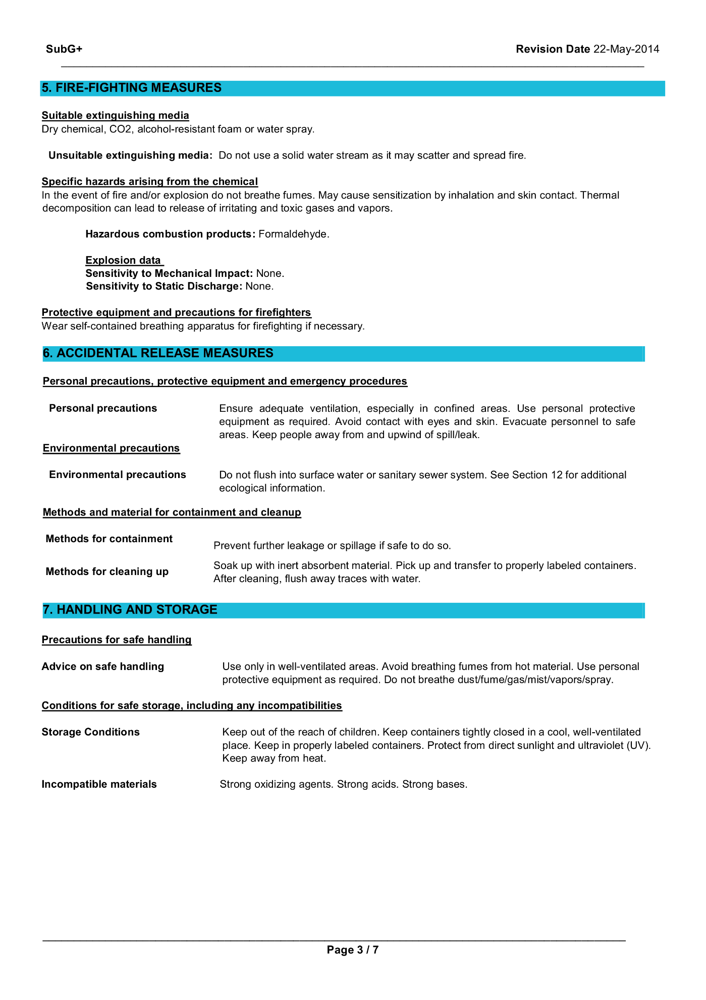 SubG+ Revision Date 22-May-2014
5. FIRE-FIGHTING MEASURES
Suitable extinguishing media
Dry chemical, CO2, alcohol-resistant foam or water spray.
Unsuitable extinguishing media: Do not use a solid water stream as it may scatter and spread fire.
Specific hazards arising from the chemical
In the event of fire and/or explosion do not breathe fumes. May cause sensitization by inhalation and skin contact. Thermal
decomposition can lead to release of irritating and toxic gases and vapors.
Hazardous combustion products: Formaldehyde.
Explosion data
Sensitivity to Mechanical Impact: None.
Sensitivity to Static Discharge: None.
Protective equipment and precautions for firefighters
Wear self-contained breathing apparatus for firefighting if necessary.
6. ACCIDENTAL RELEASE MEASURES
Personal precautions, protective equipment and emergency procedures
Personal precautions Ensure adequate ventilation, especially in confined areas. Use personal protective
equipment as required. Avoid contact with eyes and skin. Evacuate personnel to safe
areas. Keep people away from and upwind of spill/leak.
Environmental precautions
Environmental precautions Do not flush into surface water or sanitary sewer system. See Section 12 for additional
ecological information.
Methods and material for containment and cleanup
Methods for containment
Prevent further leakage or spillage if safe to do so.
Methods for cleaning up
Soak up with inert absorbent material. Pick up and transfer to properly labeled containers.
After cleaning, flush away traces with water.
7. HANDLING AND STORAGE
Precautions for safe handling
Advice on safe handling Use only in well-ventilated areas. Avoid breathing fumes from hot material. Use personal
protective equipment as required. Do not breathe dust/fume/gas/mist/vapors/spray.
Conditions for safe storage, including any incompatibilities
Storage Conditions Keep out of the reach of children. Keep containers tightly closed in a cool, well-ventilated
place. Keep in properly labeled containers. Protect from direct sunlight and ultraviolet (UV).
Keep away from heat.
Incompatible materials Strong oxidizing agents. Strong acids. Strong bases.
Page 3 / 7